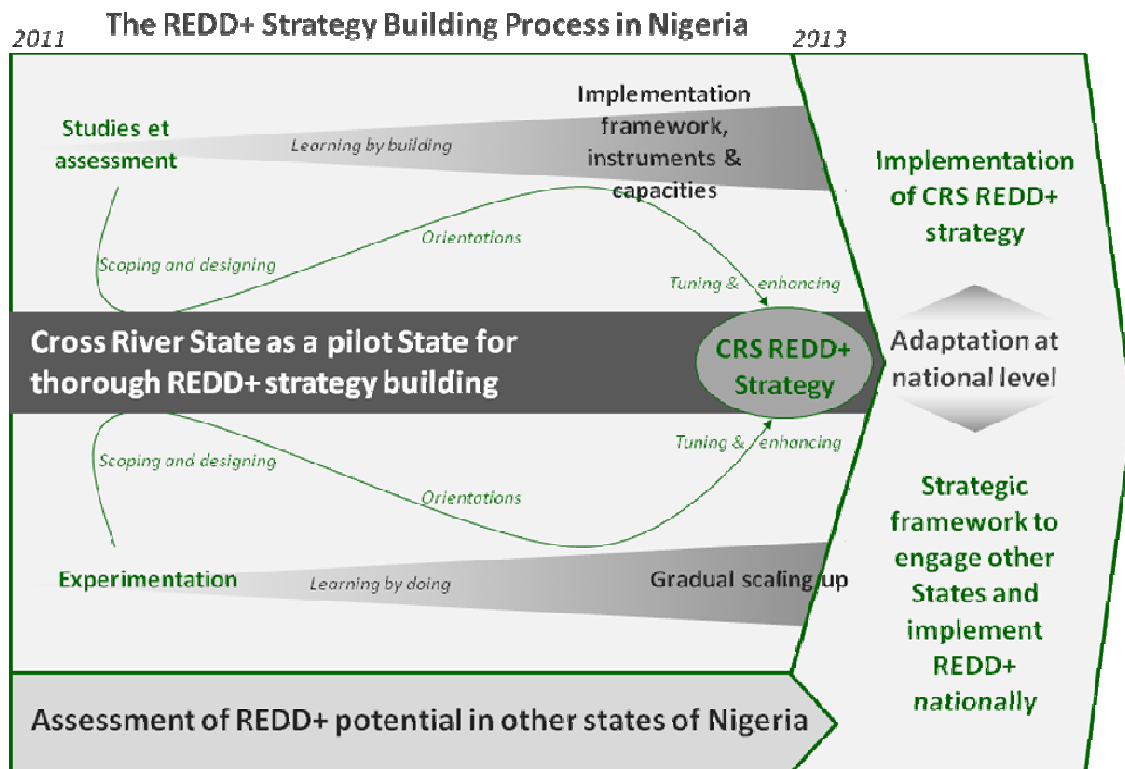 The REDD+ Strategy Building Process in Nigeria
2011
2013
Studies et
assessment
Learning by building
Implementation
framework,
instruments &
capacities
Scoping and designing
Orientations
Tuning & enhancing
Cross River State as a pilot State for
thorough REDD+ strategy building
CRS REDD+
Strategy
Scoping and designing
Orientations
Tuning & enhancing
Experimentation
Learning by doing
Gradual scaling up
Assessment of REDD+ potential in other states of Nigeria
Implementation
of CRS REDD+
strategy
Adaptation at
national level
Strategic
framework to
engage other
States and
implement
REDD+
nationally